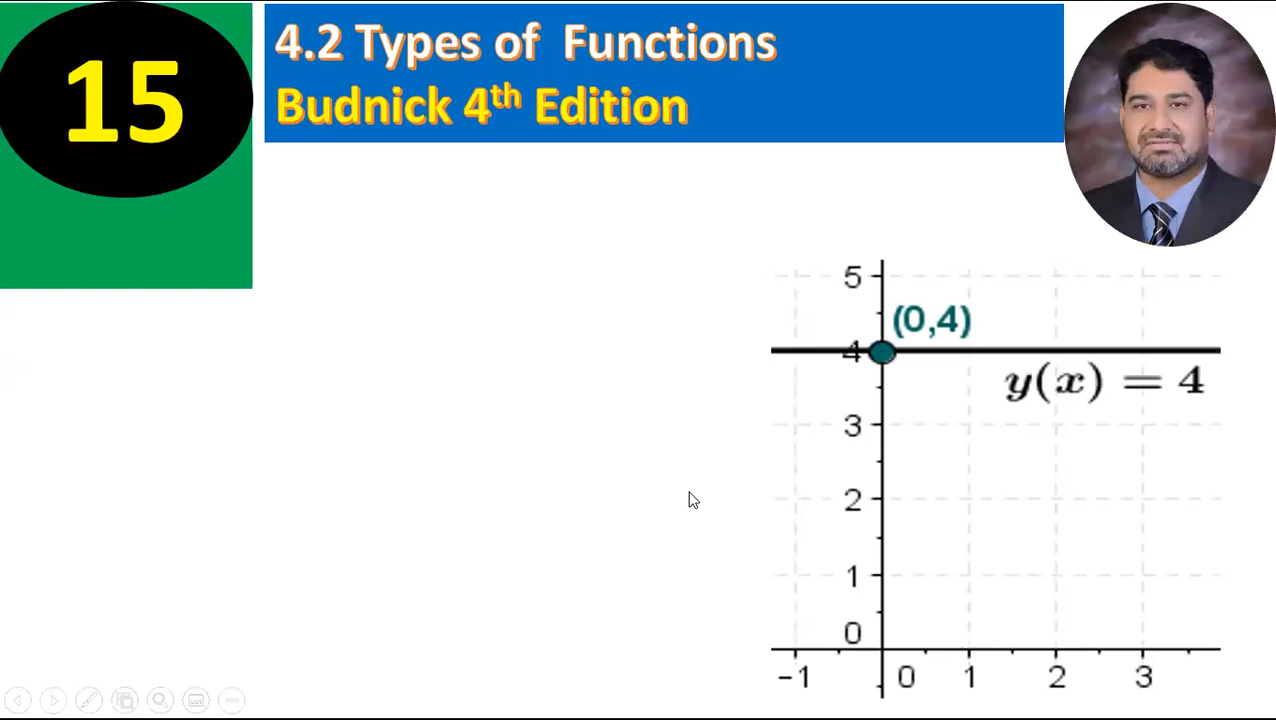 15
4.2 Types of Functions
Budnick 4th Edition
5
(0,4)
4
y(x) = 4
3
2
1
0
-1 0 1 2 3